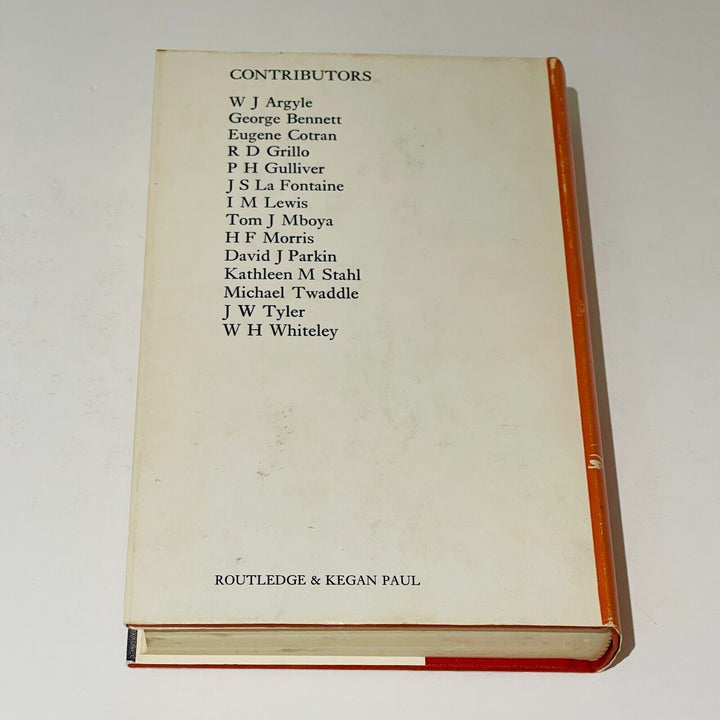 CONTRIBUTORS
W J Argyle
George Bennett
Eugene Cotran
R D Grillo
P H Gulliver
J S La Fontaine
I M Lewis
Tom J Mboya
H F Morris
David J Parkin
Kathleen M Stahl
Michael Twaddle
J W Tyler
W H Whiteley
ROUTLEDGE & KEGAN PAUL